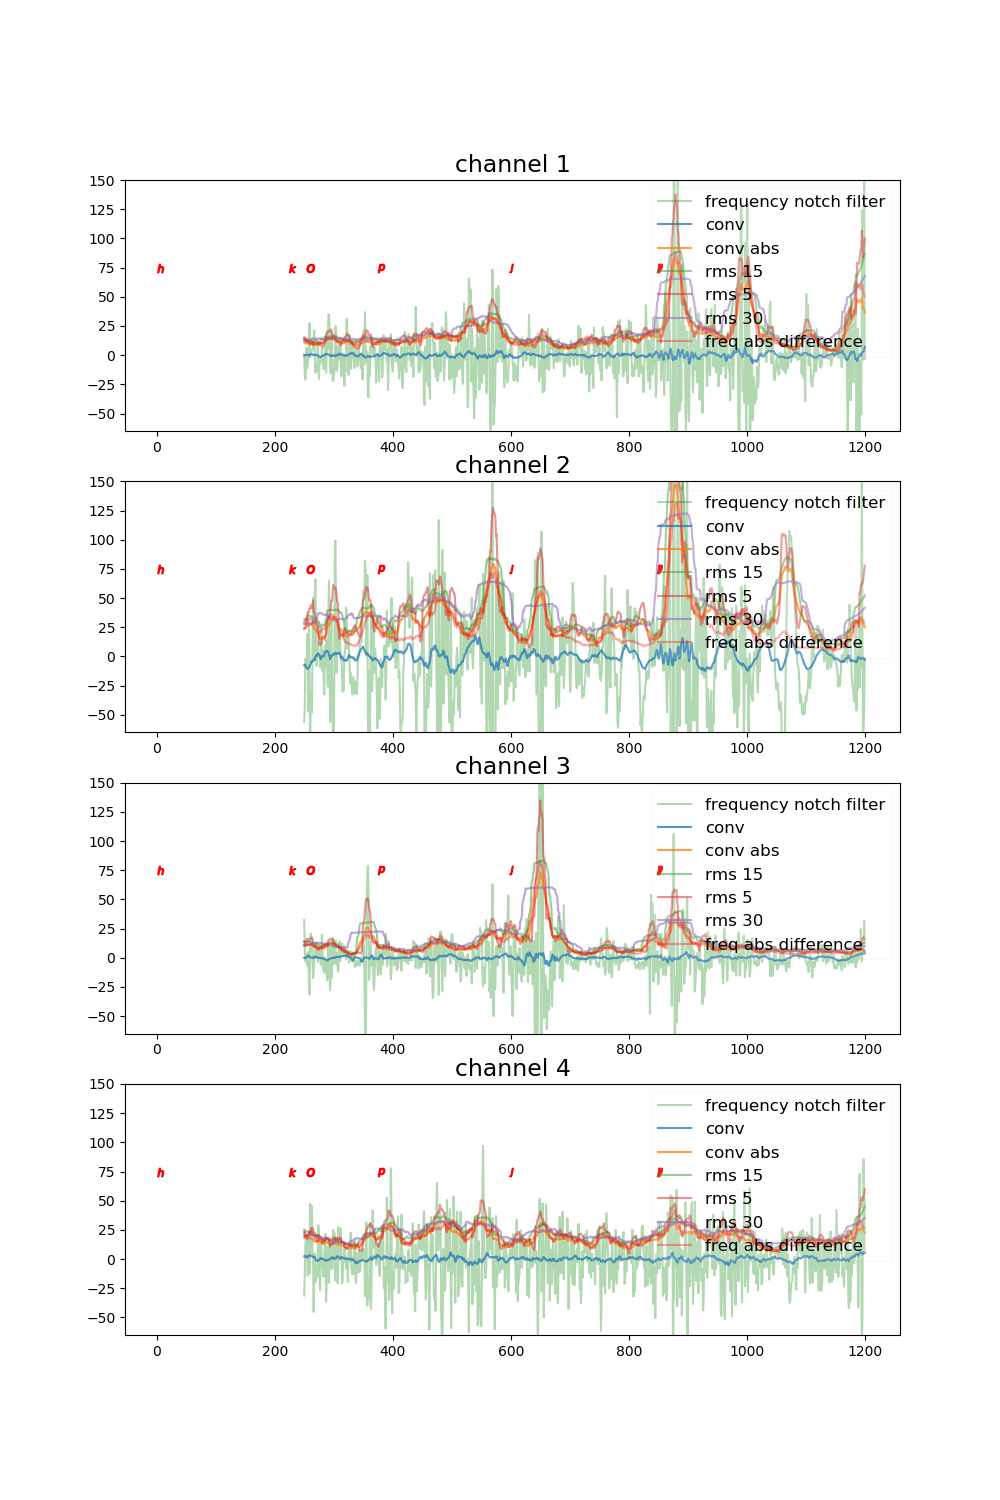 channel 1
150
125
100
75
50
25
0
−25
−50
h k O p j
frequency notch filter
conv
conv abs
rms 15
rms 5
rms 30
freq abs difference
0 200 400 600 800 1000 1200
channel 2
150
125
100
75
50
25
0
−25
−50
h k O p j
frequency notch filter
conv
conv abs
rms 15
rms 5
rms 30
freq abs difference
0 200 400 600 800 1000 1200
channel 3
150
125
100
75
50
25
0
−25
−50
h k O p j
frequency notch filter
conv
conv abs
rms 15
rms 5
rms 30
freq abs difference
0 200 400 600 800 1000 1200
channel 4
150
125
100
75
50
25
0
−25
−50
h k O p j
frequency notch filter
conv
conv abs
rms 15
rms 5
rms 30
freq abs difference
0 200 400 600 800 1000 1200